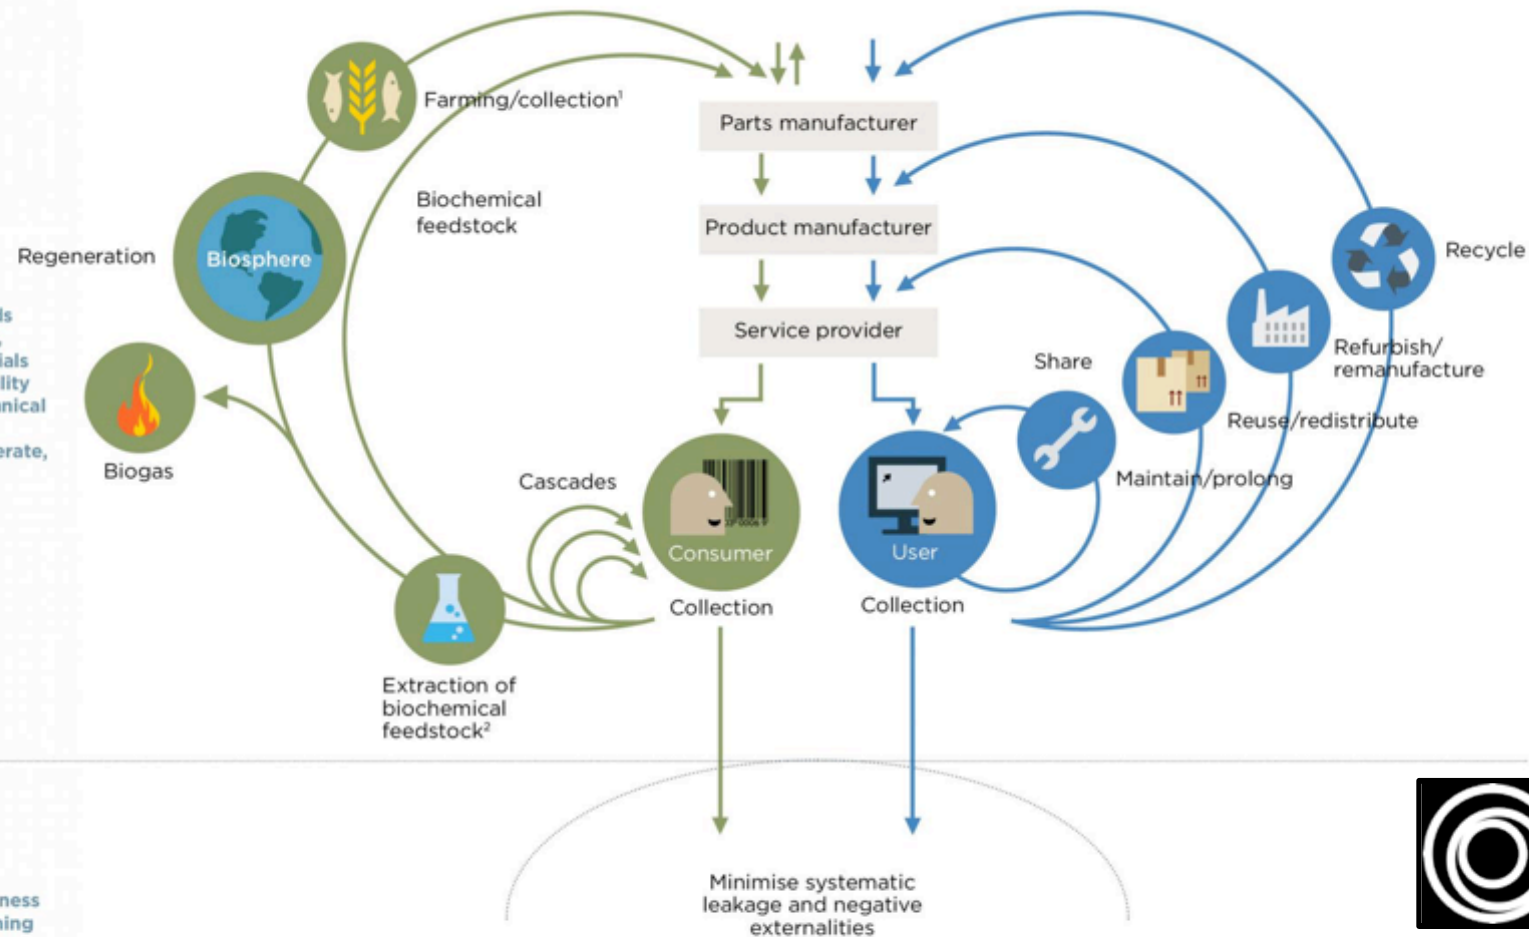 Farming/collection¹
Parts manufacturer
Biochemical
feedstock
Product manufacturer
Regeneration
Biosphere
Recycle
Service provider
Refurbish/
remanufacture
Share
Reuse/redistribute
Biogas
Cascades
Maintain/prolong
Consumer
User
Collection
Collection
Extraction of
biochemical
feedstock²
Minimise systematic
leakage and negative
externalities